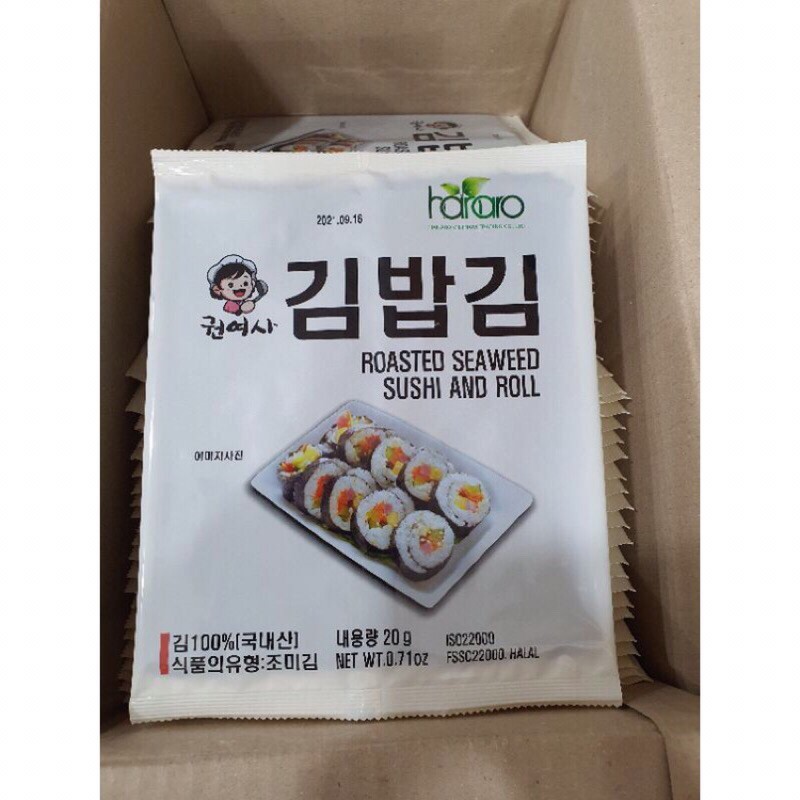 2021.09.16
hararo
권여사
김밥김
ROASTED SEAWEED
SUSHI AND ROLL
이미지사진
김100%[국내산]
식품의유형:조미김
내용량 20 g
NET WT.0.71oz
ISO22000
FSSC22000. HALAL